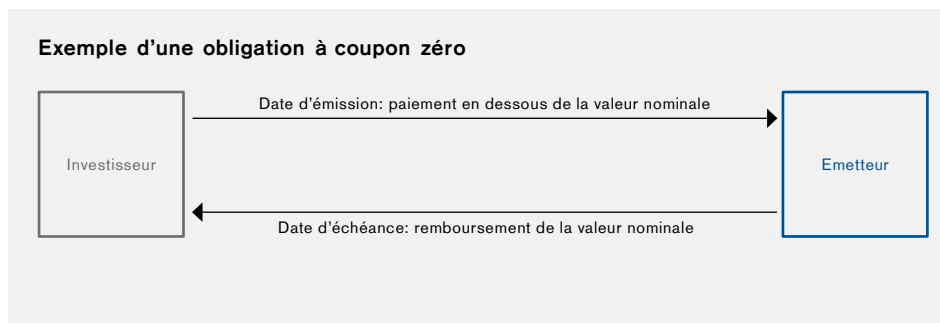 Exemple d’une obligation à coupon zéro
Date d’émission: paiement en dessous de la valeur nominale
Investisseur
Emetteur
Date d’échéance: remboursement de la valeur nominale